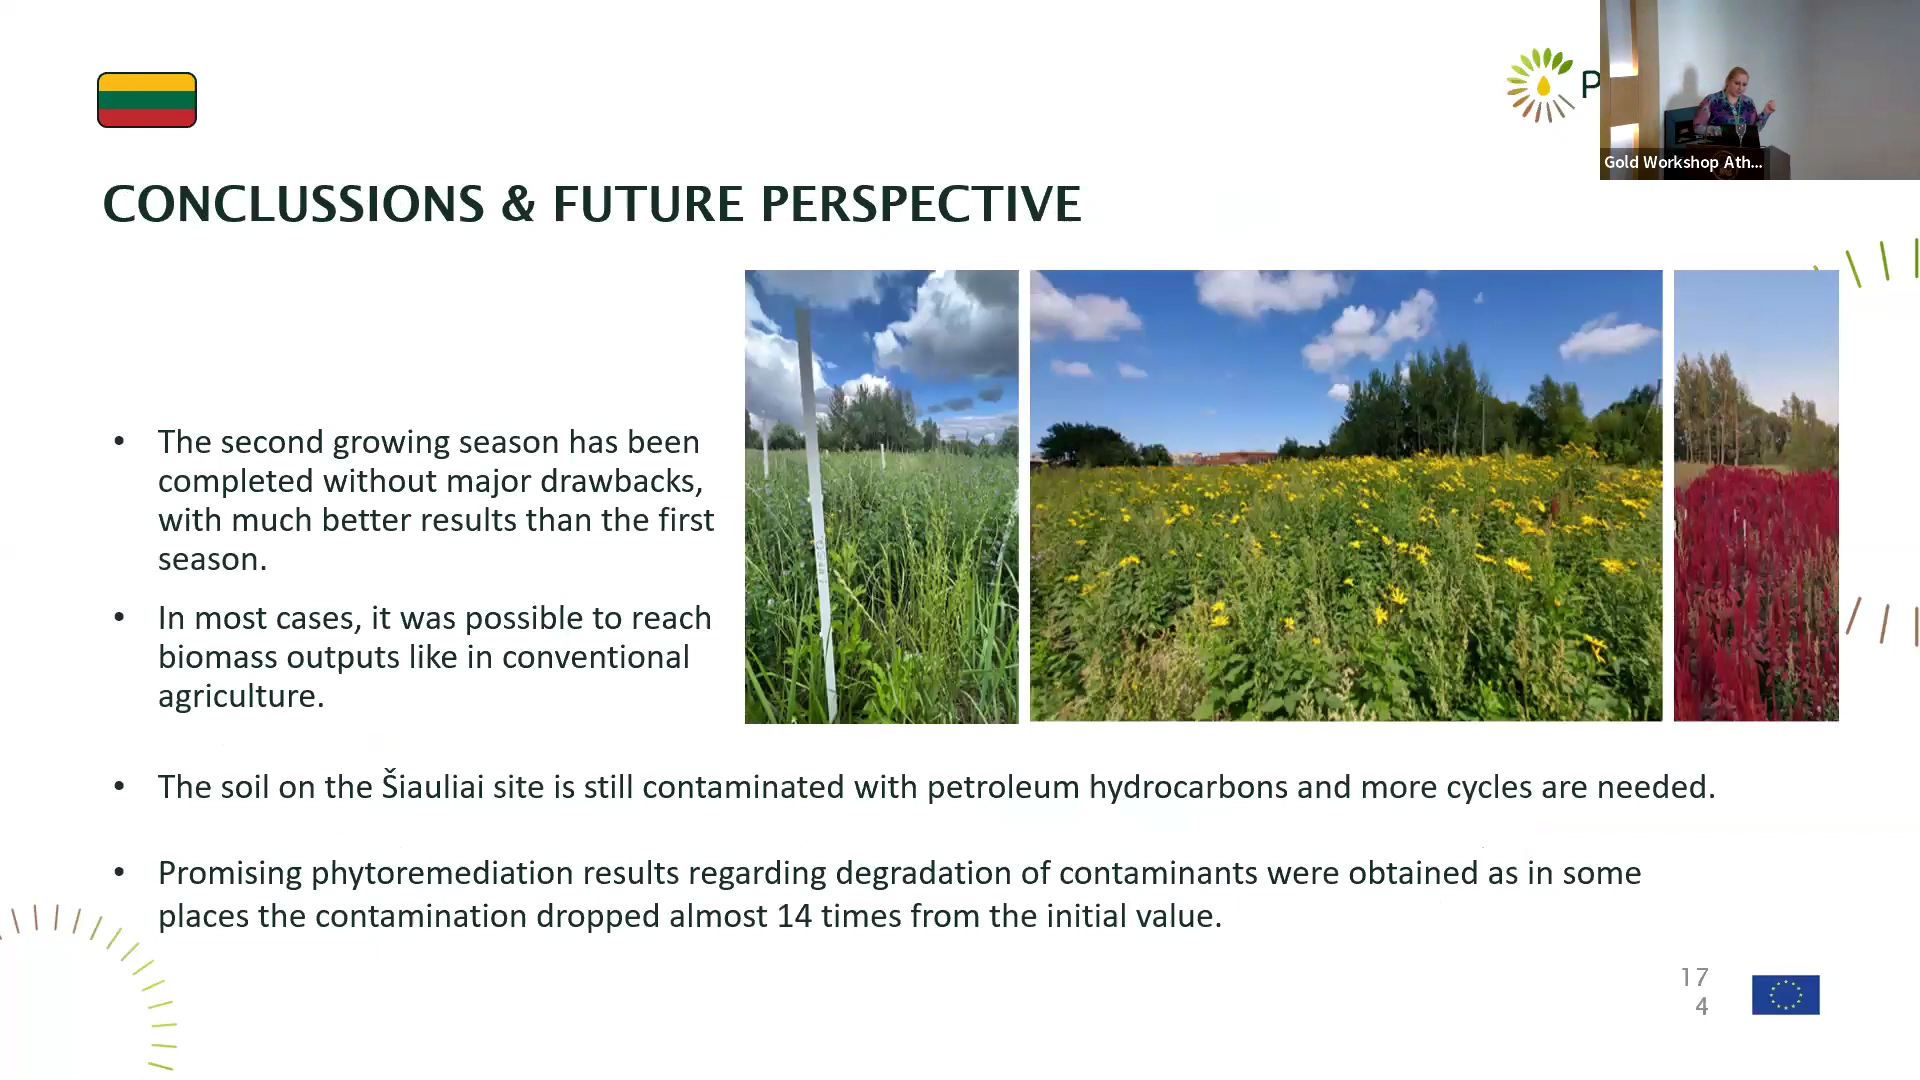 P
Gold Workshop Ath...
CONCLUSSIONS & FUTURE PERSPECTIVE
• The second growing season has been
completed without major drawbacks,
with much better results than the first
season.
• In most cases, it was possible to reach
biomass outputs like in conventional
agriculture.
• The soil on the Šiauliai site is still contaminated with petroleum hydrocarbons and more cycles are needed.
• Promising phytoremediation results regarding degradation of contaminants were obtained as in some
places the contamination dropped almost 14 times from the initial value.
17
4